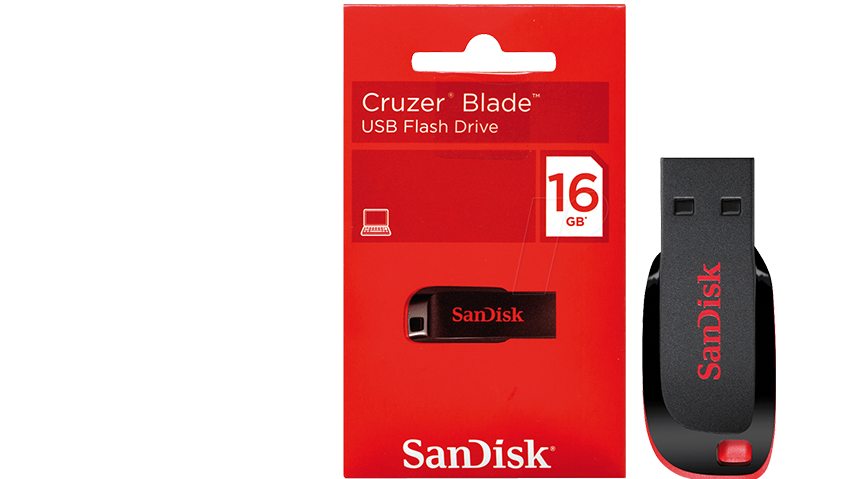 Cruzer® Blade™
USB Flash Drive
16
GB*
SanDisk
SanDisk®
SanDisk